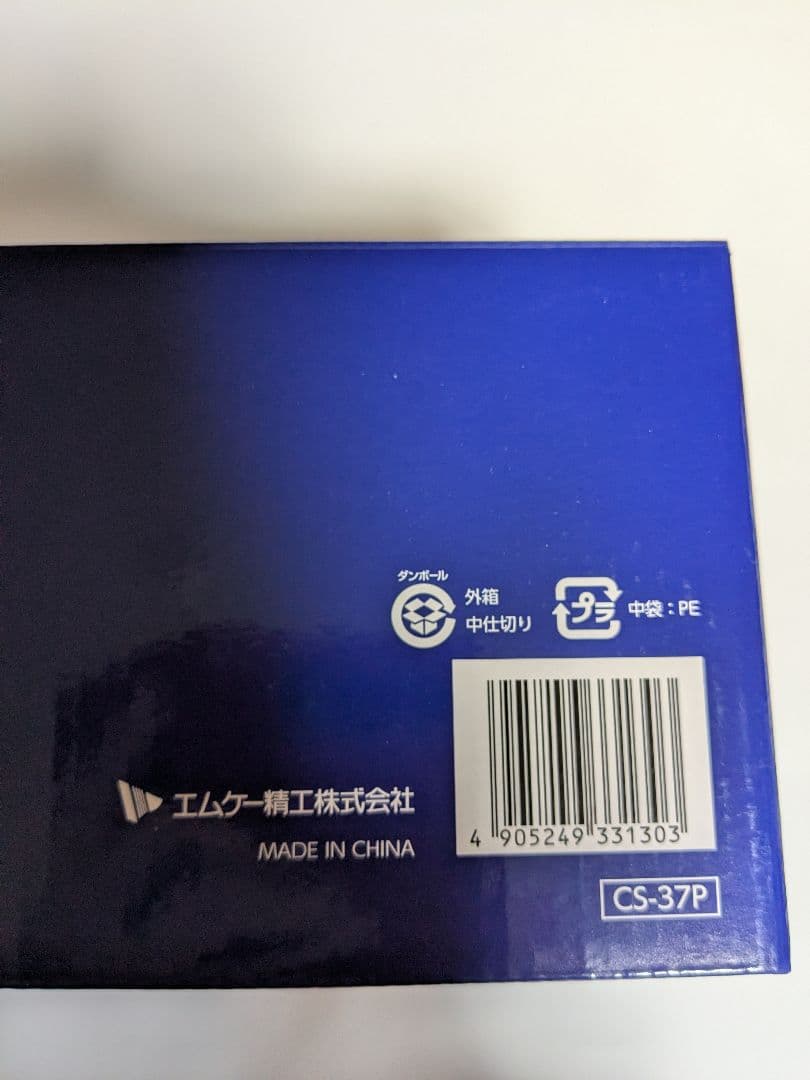 ダンボール
外箱
中仕切り
プラ
中袋：PE
4 905249 331303
エムケー精工株式会社
MADE IN CHINA
CS-37P